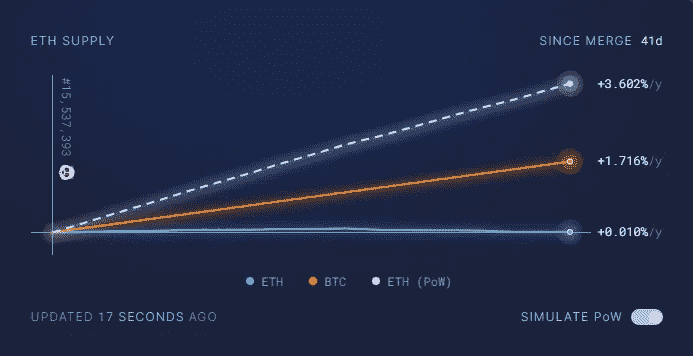 ETH SUPPLY
SINCE MERGE 41d
#15,537,393
+3.602%/y
+1.716%/y
+0.010%/y
ETH BTC ETH (PoW)
UPDATED 17 SECONDS AGO
SIMULATE PoW